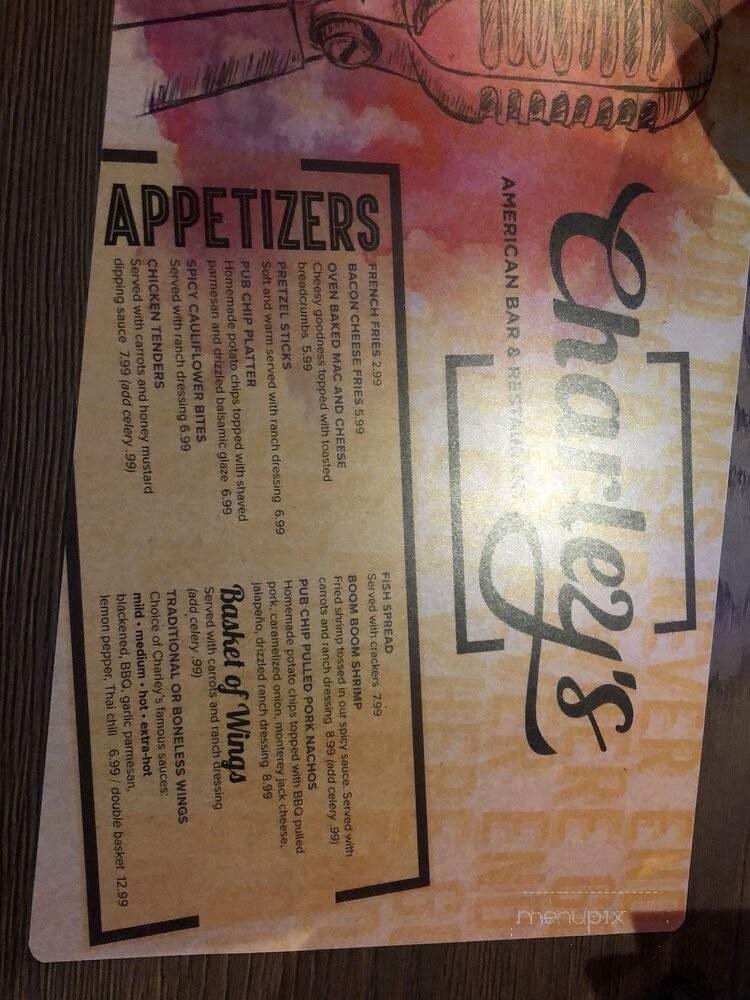 Charley's
AMERICAN BAR & RESTAURANT
APPETIZERS
FRENCH FRIES 2.99
BACON CHEESE FRIES 5.99
OVEN BAKED MAC AND CHEESE
Cheesy goodness topped with toasted
breadcrumbs 5.99
PRETZEL STICKS
Soft and warm served with ranch dressing 6.99
PUB CHIP PLATTER
Homemade potato chips topped with shaved
parmesan and drizzled balsamic glaze 6.99
SPICY CAULIFLOWER BITES
Served with ranch dressing 6.99
CHICKEN TENDERS
Served with carrots and honey mustard
dipping sauce 7.99 (add celery .99)
FISH SPREAD
Served with crackers 7.99
BOOM BOOM SHRIMP
Fried shrimp tossed in our spicy sauce. Served with
carrots and ranch dressing 8.99 (add celery .99)
PUB CHIP PULLED PORK NACHOS
Homemade potato chips topped with BBQ pulled
pork, caramelized onion, monterey jack cheese,
jalapeño, drizzled ranch dressing 8.99
Basket of Wings
Served with carrots and ranch dressing
(add celery .99)
TRADITIONAL OR BONELESS WINGS
Choice of Charley's famous sauces:
mild • medium • hot • extra-hot
blackened, BBQ, garlic parmesan,
lemon pepper, Thai chili 6.99 / double basket 12.99
menupix